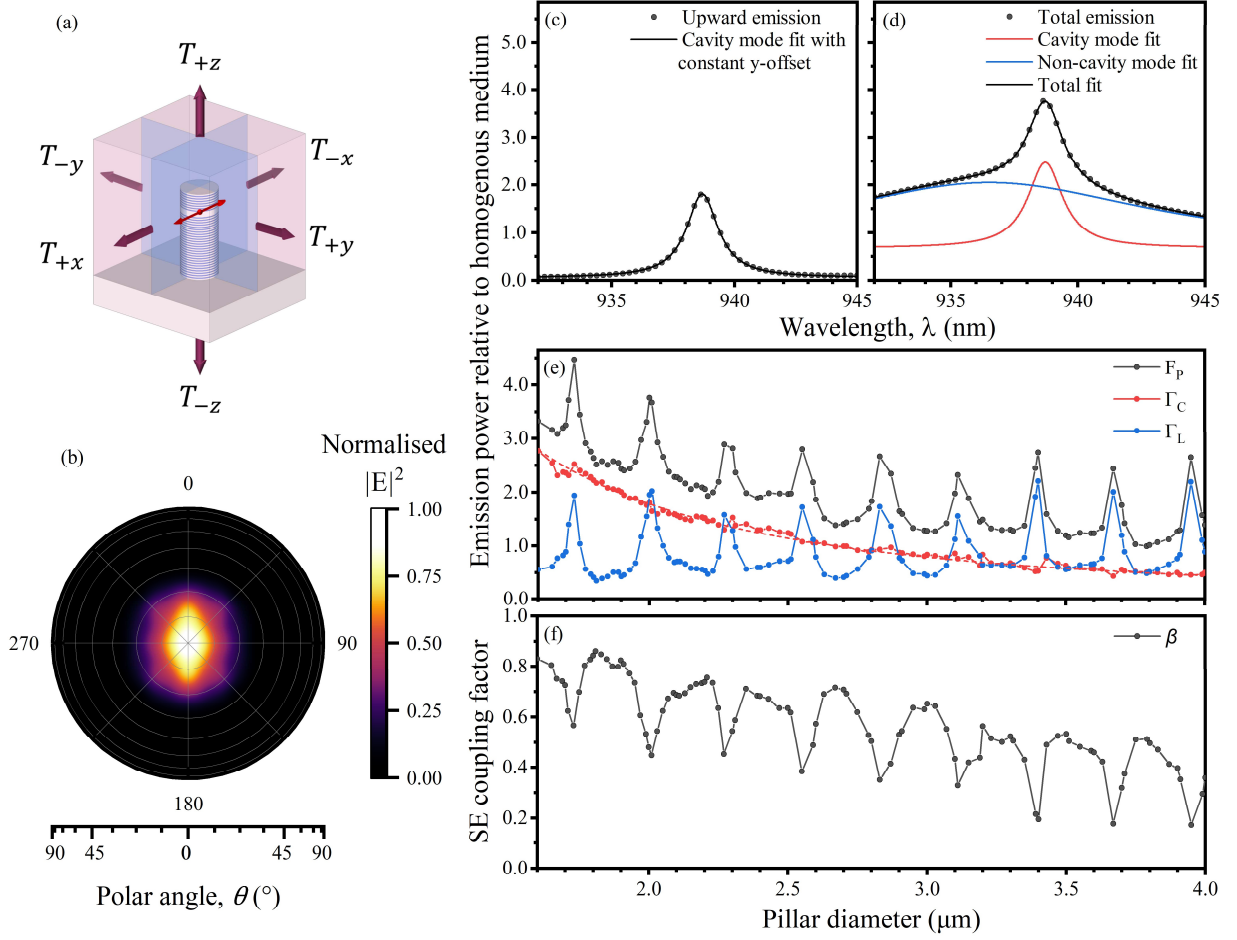 (a)
T+z
T−y
T−x
T+x
T+y
T−z
(b)
Normalised
|E|²
0
270
90
180
1.00
0.75
0.50
0.25
0.00
90 45 0 45 90
Polar angle, θ (°)
Emission power relative to homogenous medium
(c)
Upward emission
Cavity mode fit with
constant y-offset
5.0
4.0
3.0
2.0
1.0
0.0
935 940 945
(d)
Total emission
Cavity mode fit
Non-cavity mode fit
Total fit
935 940 945
Wavelength, λ (nm)
(e)
F_P
Γ_C
Γ_L
4.0
3.0
2.0
1.0
0.0
SE coupling factor
(f)
β
1.0
0.8
0.6
0.4
0.2
0.0
2.0 2.5 3.0 3.5 4.0
Pillar diameter (μm)